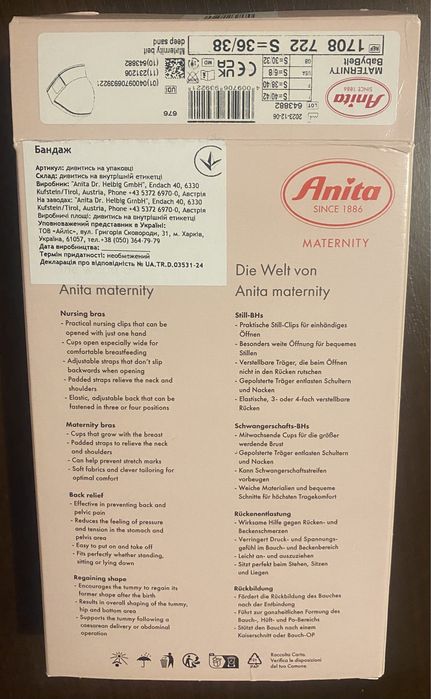 Anita
SINCE 1886
MATERNITY
BabyBelt
REF 1708 722 S=36/38
S=40/42
S=38-40
USA S=6/8
GB S=30-32
LOT 643882
2023-12-06
UK CA
CE
MD
4009706939221
Maternity belt
deep sand
UDI
(01)04009706939221
(11)231206
(10)643882
676
Бандаж
Артикул: дивитись на упаковці
Склад: дивитись на внутрішній етикетці
Виробник: "Anita Dr. Helbig GmbH", Endach 40, 6330
Kufstein/Tirol, Austria, Phone +43 5372 6970-0, Австрія
На заводах: "Anita Dr. Helbig GmbH", Endach 40, 6330
Kufstein/Tirol, Austria, Phone +43 5372 6970-0, Австрія
Виробничі площі: дивитись на внутрішній етикетці
Уповноважений представник в Україні:
ТОВ «Айліс», вул. Григорія Сковороди, 31, м. Харків,
Україна, 61057, тел.+38 (050) 364-79-79
Дата виробництва:
Термін придатності: необмежений
Декларація про відповідність № UA.TR.D.03531-24
Anita
SINCE 1886
MATERNITY
Anita maternity
Nursing bras
- Practical nursing clips that can be
opened with just one hand
- Cups open especially wide for
comfortable breastfeeding
- Adjustable straps that don't slip
backwards when opening
- Padded straps relieve the neck and
shoulders
- Elastic, adjustable back that can be
fastened in three or four positions
Maternity bras
- Cups that grow with the breast
- Padded straps to relieve the neck
and shoulders
- Can help prevent stretch marks
- Soft fabrics and clever tailoring for
optimal comfort
Back relief
- Effective in preventing back and
pelvic pain
- Reduces the feeling of pressure
and tension in the stomach and
pelvis area
- Easy to put on and take off
- Fits perfectly whether standing,
sitting or lying down
Regaining shape
- Encourages the tummy to regain its
former shape after the birth
- Results in overall shaping of the tummy,
hip and bottom area
- Supports the tummy following a
caesarean delivery or abdominal
operation
Die Welt von
Anita maternity
Still-BHs
- Praktische Still-Clips für einhändiges
Öffnen
- Besonders weite Öffnung für bequemes
Stillen
- Verstellbare Träger, die beim Öffnen
nicht in den Rücken rutschen
- Gepolsterte Träger entlasten Schultern
und Nacken
- Elastische, 3- oder 4-fach verstellbare
Rücken
Schwangerschafts-BHs
- Mitwachsende Cups für die größer
werdende Brust
- Gepolsterte Träger entlasten Schultern
und Nacken
- Kann Schwangerschaftsstreifen
vorbeugen
- Weiche Materialien und bequeme
Schnitte für höchsten Tragekomfort
Rückenentlastung
- Wirksame Hilfe gegen Rücken- und
Beckenschmerzen
- Verringert Druck- und Spannungs-
gefühl im Bauch- und Beckenbereich
- Leicht an- und auszuziehen
- Sitzt perfekt beim Stehen, Sitzen
und Liegen
Rückbildung
- Fördert die Rückbildung des Bauches
nach der Entbindung
- Führt zur ganzheitlichen Formung des
Bauch-, Hüft- und Po-Bereichs
- Stützt den Bauch nach einem
Kaiserschnitt oder Bauch-OP
PAP
Raccolta Carta.
Verifica le disposizioni
del tuo Comune.